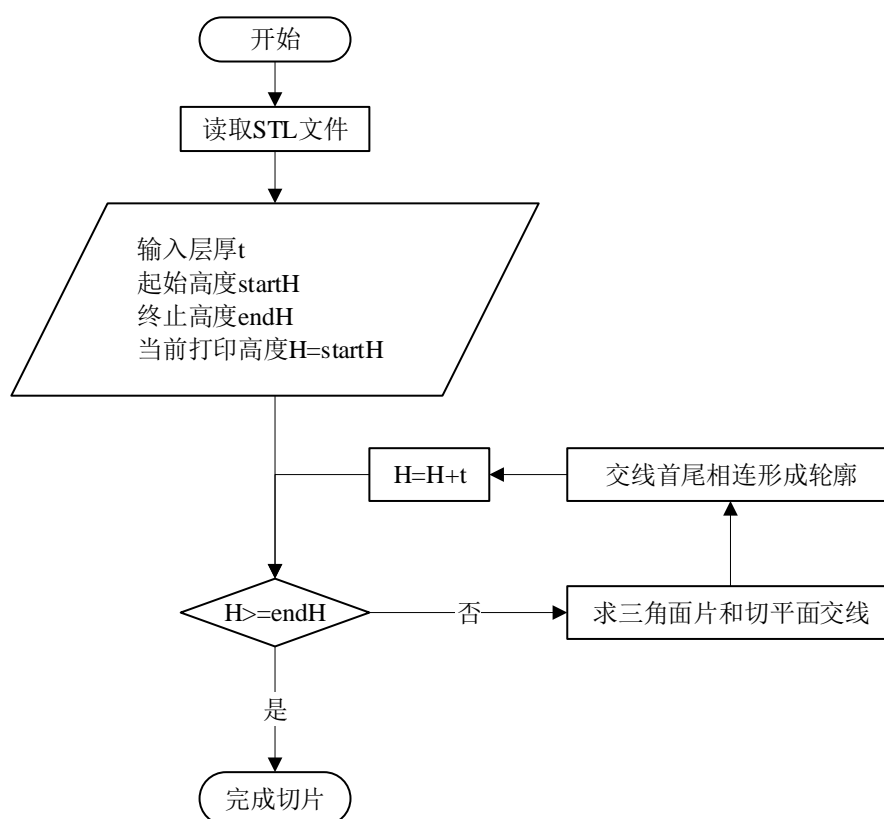 开始
读取STL文件
输入层厚t
起始高度startH
终止高度endH
当前打印高度H=startH
H=H+t
交线首尾相连形成轮廓
H>=endH
否
求三角面片和切平面交线
是
完成切片